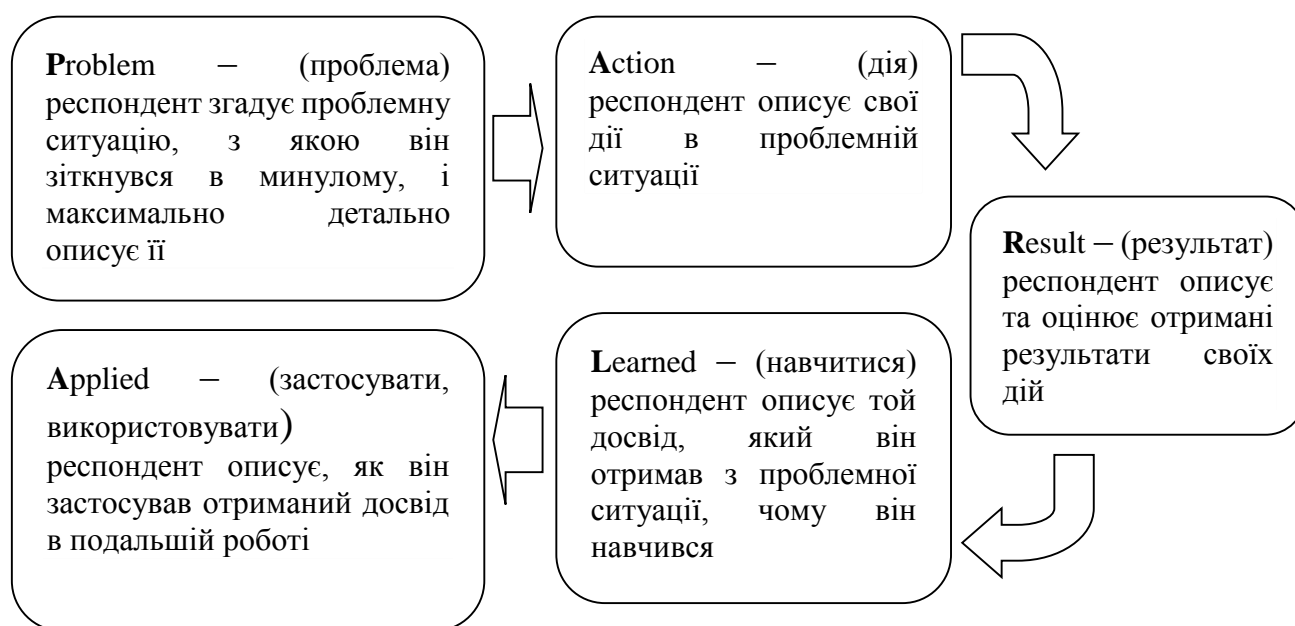 Problem – (проблема)
респондент згадує проблемну
ситуацію, з якою він
зіткнувся в минулому, і
максимально детально
описує її
Action – (дія)
респондент описує свої
дії в проблемній
ситуації
Result – (результат)
респондент описує
та оцінює отримані
результати своїх
дій
Learned – (навчитися)
респондент описує той
досвід, який він
отримав з проблемної
ситуації, чому він
навчився
Applied – (застосувати,
використовувати)
респондент описує, як він
застосував отриманий досвід
в подальшій роботі